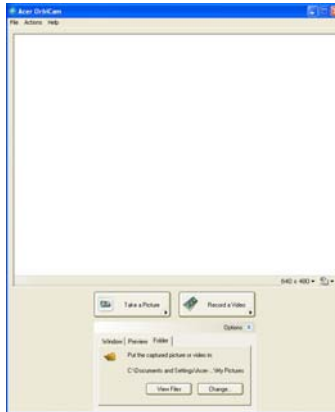 Acer OrbiCam
File Actions Help
640 x 480
Take a Picture
Record a Video
Options
Window Preview Folder
Put the captured picture or video in:
C:\Documents and Settings\Acer...\My Pictures
View Files
Change...